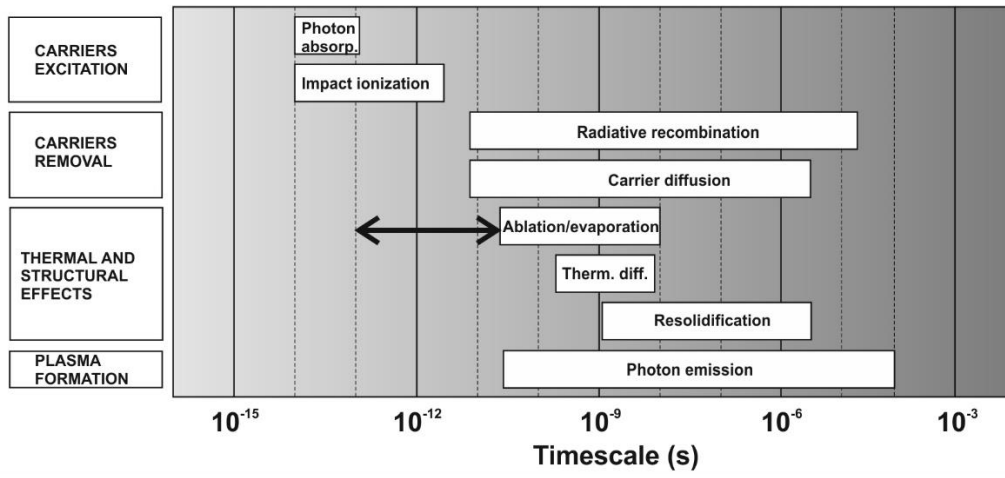 CARRIERS
EXCITATION
Photon
absorp.
Impact ionization
CARRIERS
REMOVAL
Radiative recombination
Carrier diffusion
THERMAL AND
STRUCTURAL
EFFECTS
Ablation/evaporation
Therm. diff.
Resolidification
PLASMA
FORMATION
Photon emission
10⁻¹⁵ 10⁻¹² 10⁻⁹ 10⁻⁶ 10⁻³
Timescale (s)